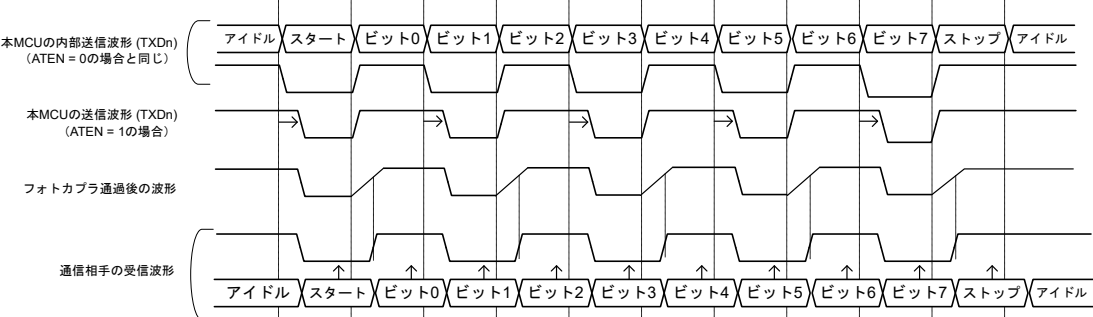 本MCUの内部送信波形 (TXDn)
(ATEN = 0の場合と同じ)
アイドル スタート ビット0 ビット1 ビット2 ビット3 ビット4 ビット5 ビット6 ビット7 ストップ アイドル
本MCUの送信波形 (TXDn)
(ATEN = 1の場合)
フォトカプラ通過後の波形
通信相手の受信波形
アイドル スタート ビット0 ビット1 ビット2 ビット3 ビット4 ビット5 ビット6 ビット7 ストップ アイドル